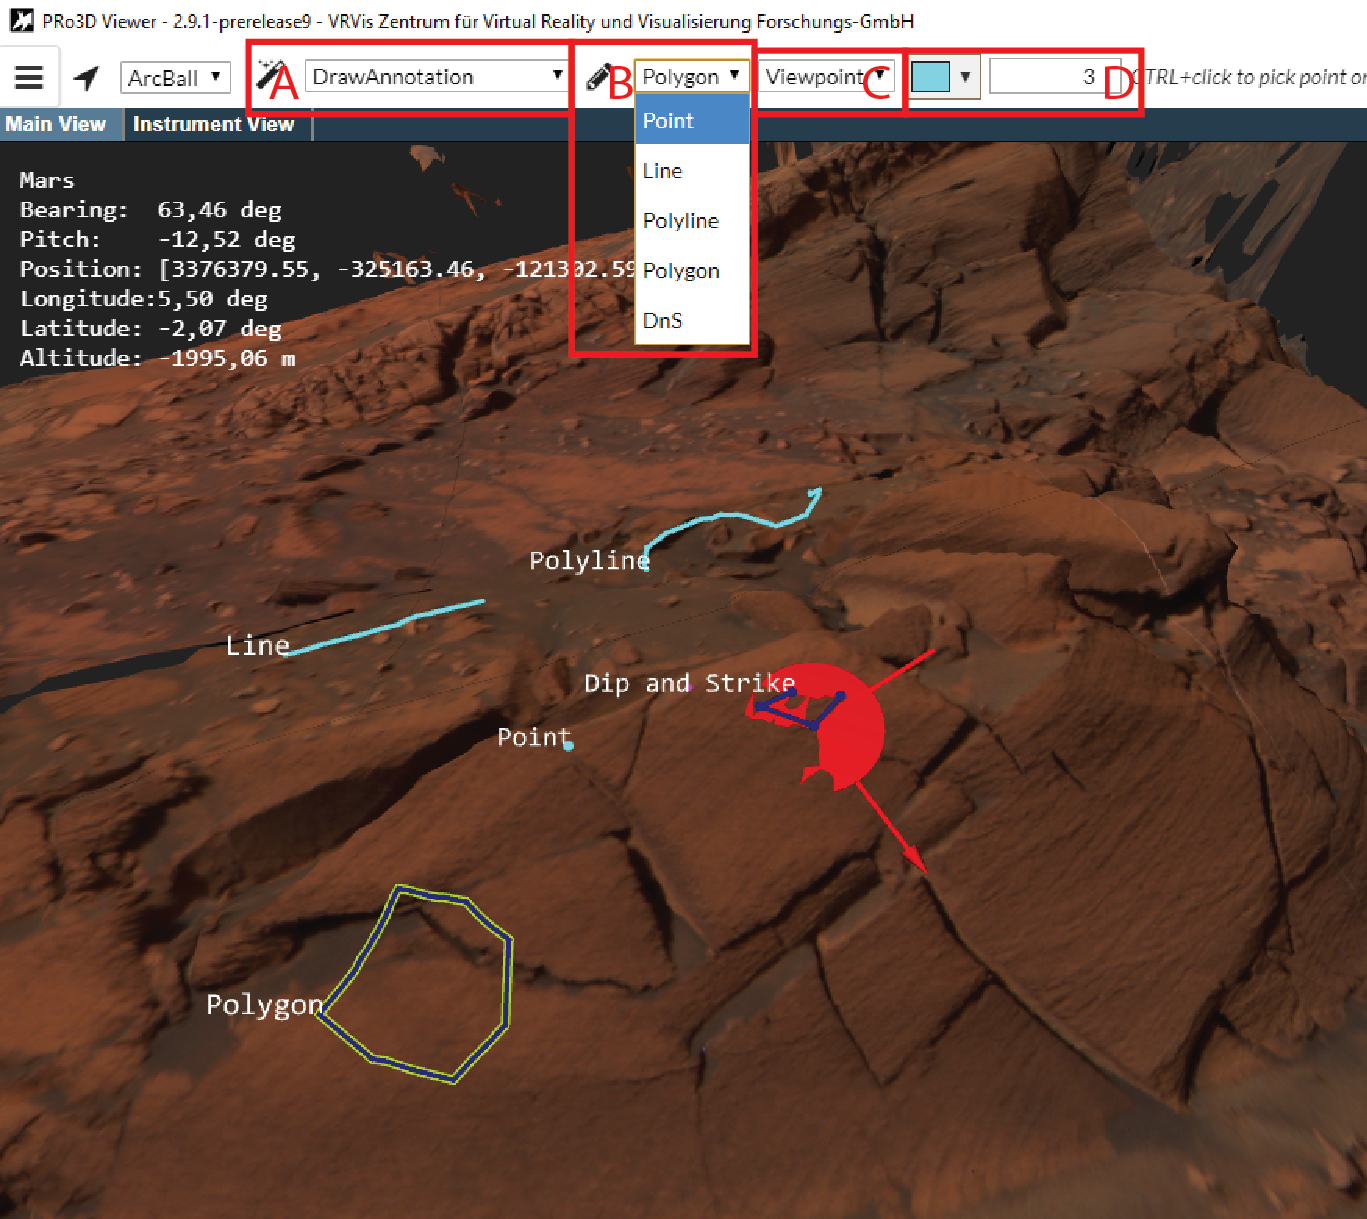 PRo3D Viewer - 2.9.1-prerelease9 - VRVis Zentrum für Virtual Reality und Visualisierung Forschungs-GmbH
ArcBall A DrawAnnotation B Polygon Viewpoint C 3 D CTRL+click to pick point or
Main View Instrument View
Point
Line
Polyline
Polygon
DnS
Mars
Bearing: 63,46 deg
Pitch: -12,52 deg
Position: [3376379.55, -325163.46, -121302.59
Longitude:5,50 deg
Latitude: -2,07 deg
Altitude: -1995,06 m
Polyline
Line
Dip and Strike
Point
Polygon